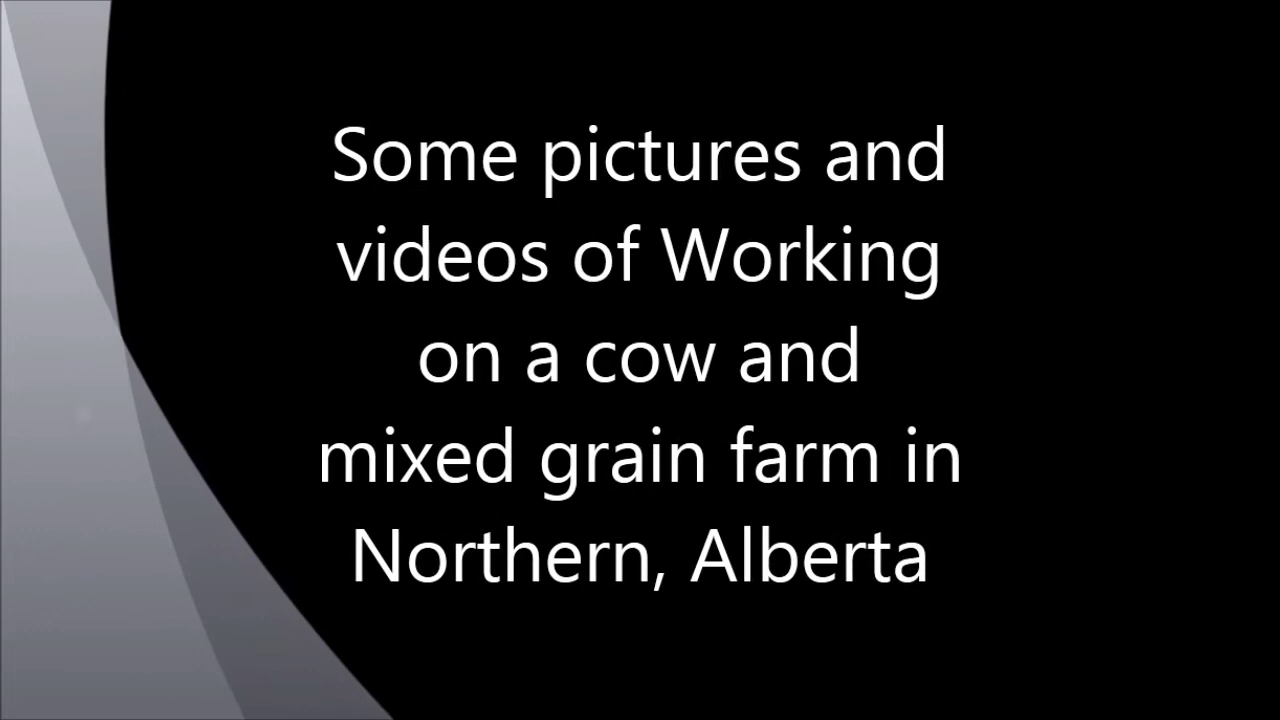 Some pictures and
videos of Working
on a cow and
mixed grain farm in
Northern, Alberta